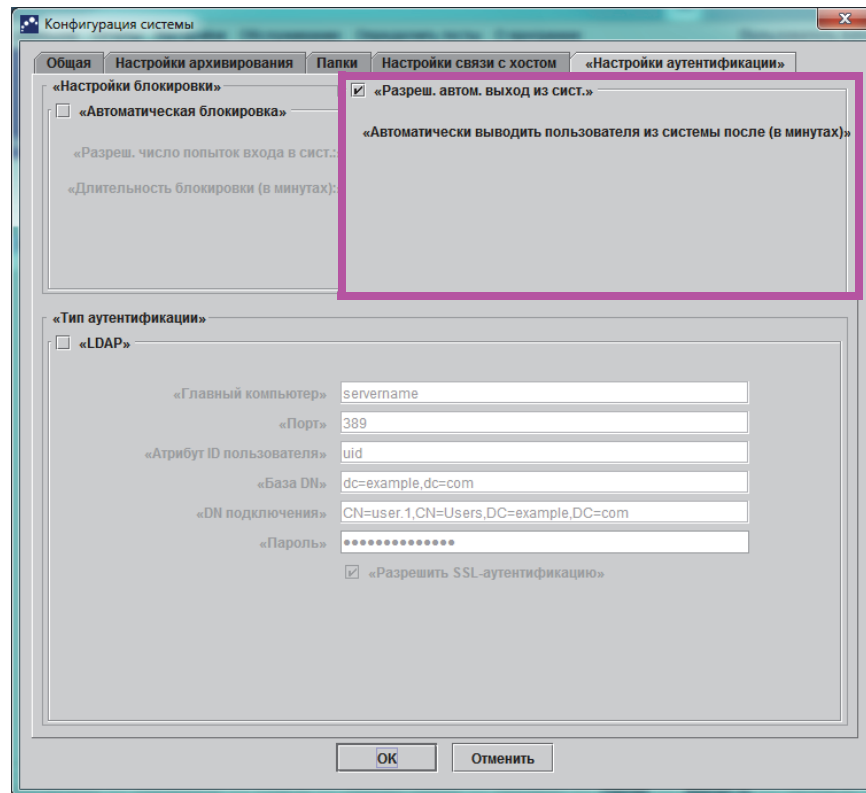 Конфигурация системы
Общая Настройки архивирования Папки Настройки связи с хостом «Настройки аутентификации»
«Настройки блокировки»
«Автоматическая блокировка»
«Разреш. число попыток входа в сист.:
«Длительность блокировки (в минутах):
«Разреш. автом. выход из сист.»
«Автоматически выводить пользователя из системы после (в минутах)»
«Тип аутентификации»
«LDAP»
«Главный компьютер» servername
«Порт» 389
«Атрибут ID пользователя» uid
«База DN» dc=example,dc=com
«DN подключения» CN=user.1,CN=Users,DC=example,DC=com
«Пароль» ••••••••••••••
«Разрешить SSL-аутентификацию»
OK Отменить